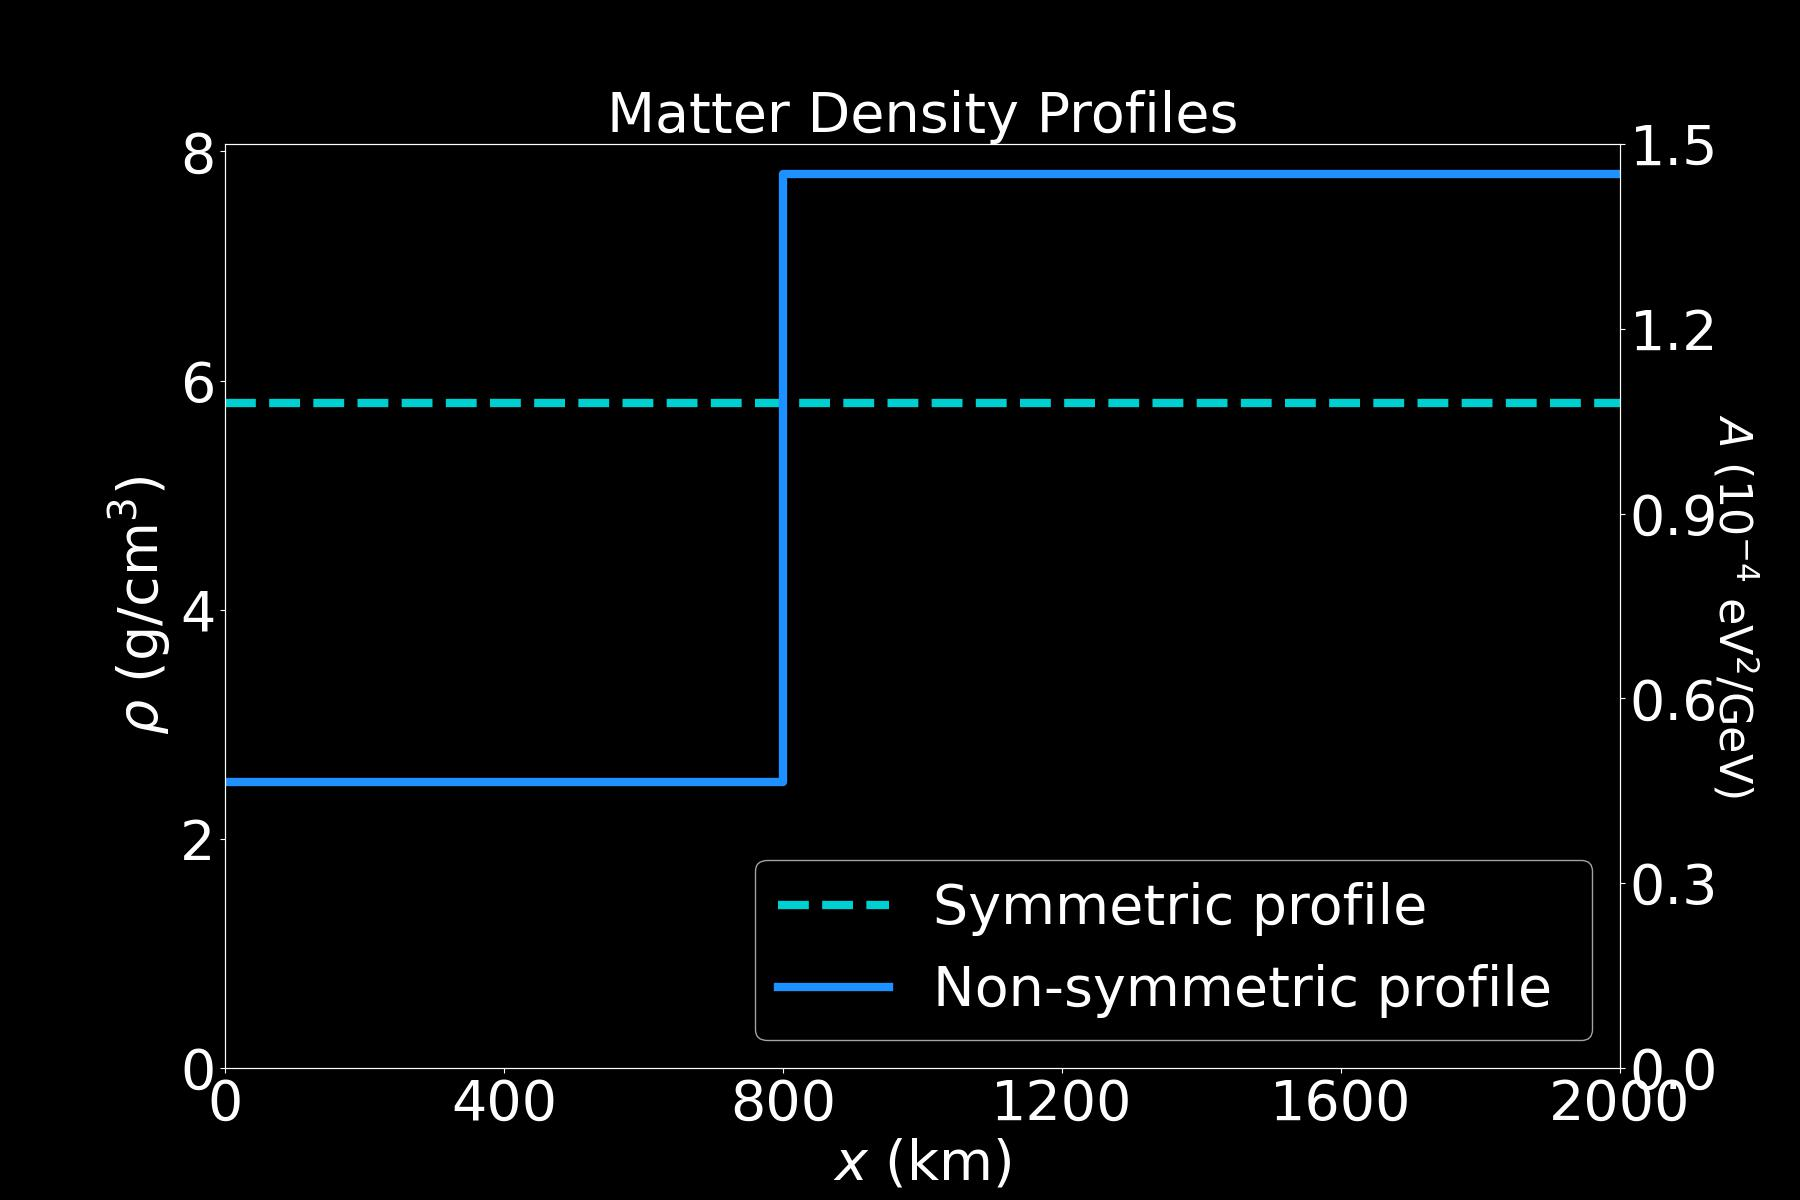 Matter Density Profiles
8
6
4
2
0
ρ (g/cm³)
1.5
1.2
0.9
0.6
0.3
0.0
A (10⁻⁴ eV²/GeV)
Symmetric profile
Non-symmetric profile
0 400 800 1200 1600 2000
x (km)